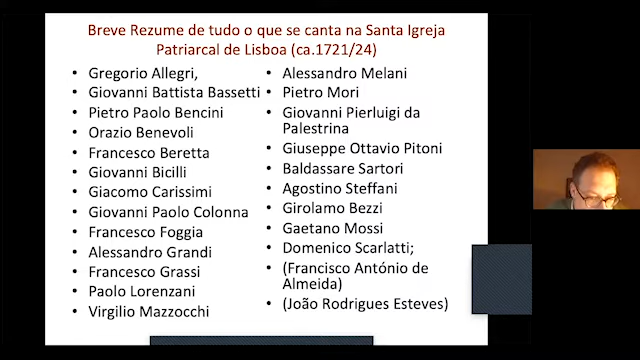 Breve Rezume de tudo o que se canta na Santa Igreja
Patriarcal de Lisboa (ca.1721/24)
• Gregorio Allegri,
• Giovanni Battista Bassetti
• Pietro Paolo Bencini
• Orazio Benevoli
• Francesco Beretta
• Giovanni Bicilli
• Giacomo Carissimi
• Giovanni Paolo Colonna
• Francesco Foggia
• Alessandro Grandi
• Francesco Grassi
• Paolo Lorenzani
• Virgilio Mazzocchi
• Alessandro Melani
• Pietro Mori
• Giovanni Pierluigi da
Palestrina
• Giuseppe Ottavio Pitoni
• Baldassare Sartori
• Agostino Steffani
• Girolamo Bezzi
• Gaetano Mossi
• Domenico Scarlatti;
• (Francisco António de
Almeida)
• (João Rodrigues Esteves)